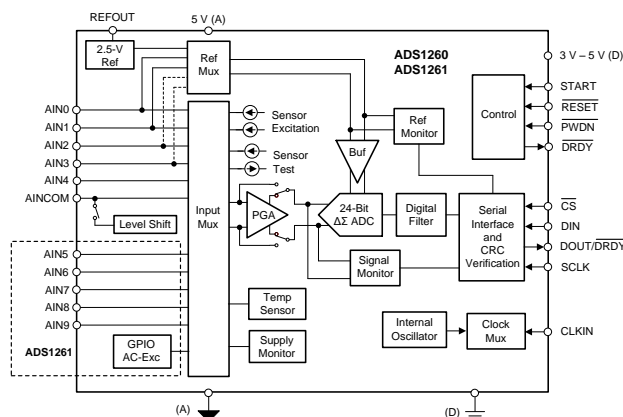 REFOUT
5 V (A)
2.5-V
Ref
Ref
Mux
ADS1260
ADS1261
3 V – 5 V (D)
START
RESET
PWDN
DRDY
Control
AIN0
AIN1
AIN2
AIN3
AIN4
AINCOM
Level Shift
Sensor
Excitation
Sensor
Test
Ref
Monitor
Buf
Input
Mux
PGA
24-Bit
ΔΣ ADC
Digital
Filter
Serial
Interface
and
CRC
Verification
CS
DIN
DOUT/DRDY
SCLK
Signal
Monitor
AIN5
AIN6
AIN7
AIN8
AIN9
ADS1261
GPIO
AC-Exc
Temp
Sensor
Supply
Monitor
Internal
Oscillator
Clock
Mux
CLKIN
(A)
(D)